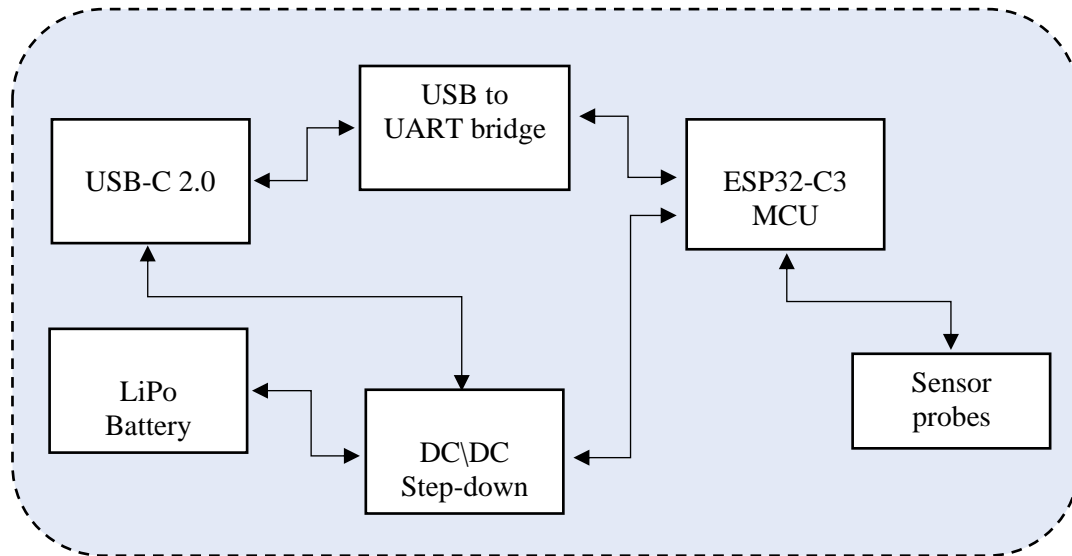 USB to
UART bridge
USB-C 2.0
ESP32-C3
MCU
LiPo
Battery
DC\DC
Step-down
Sensor
probes